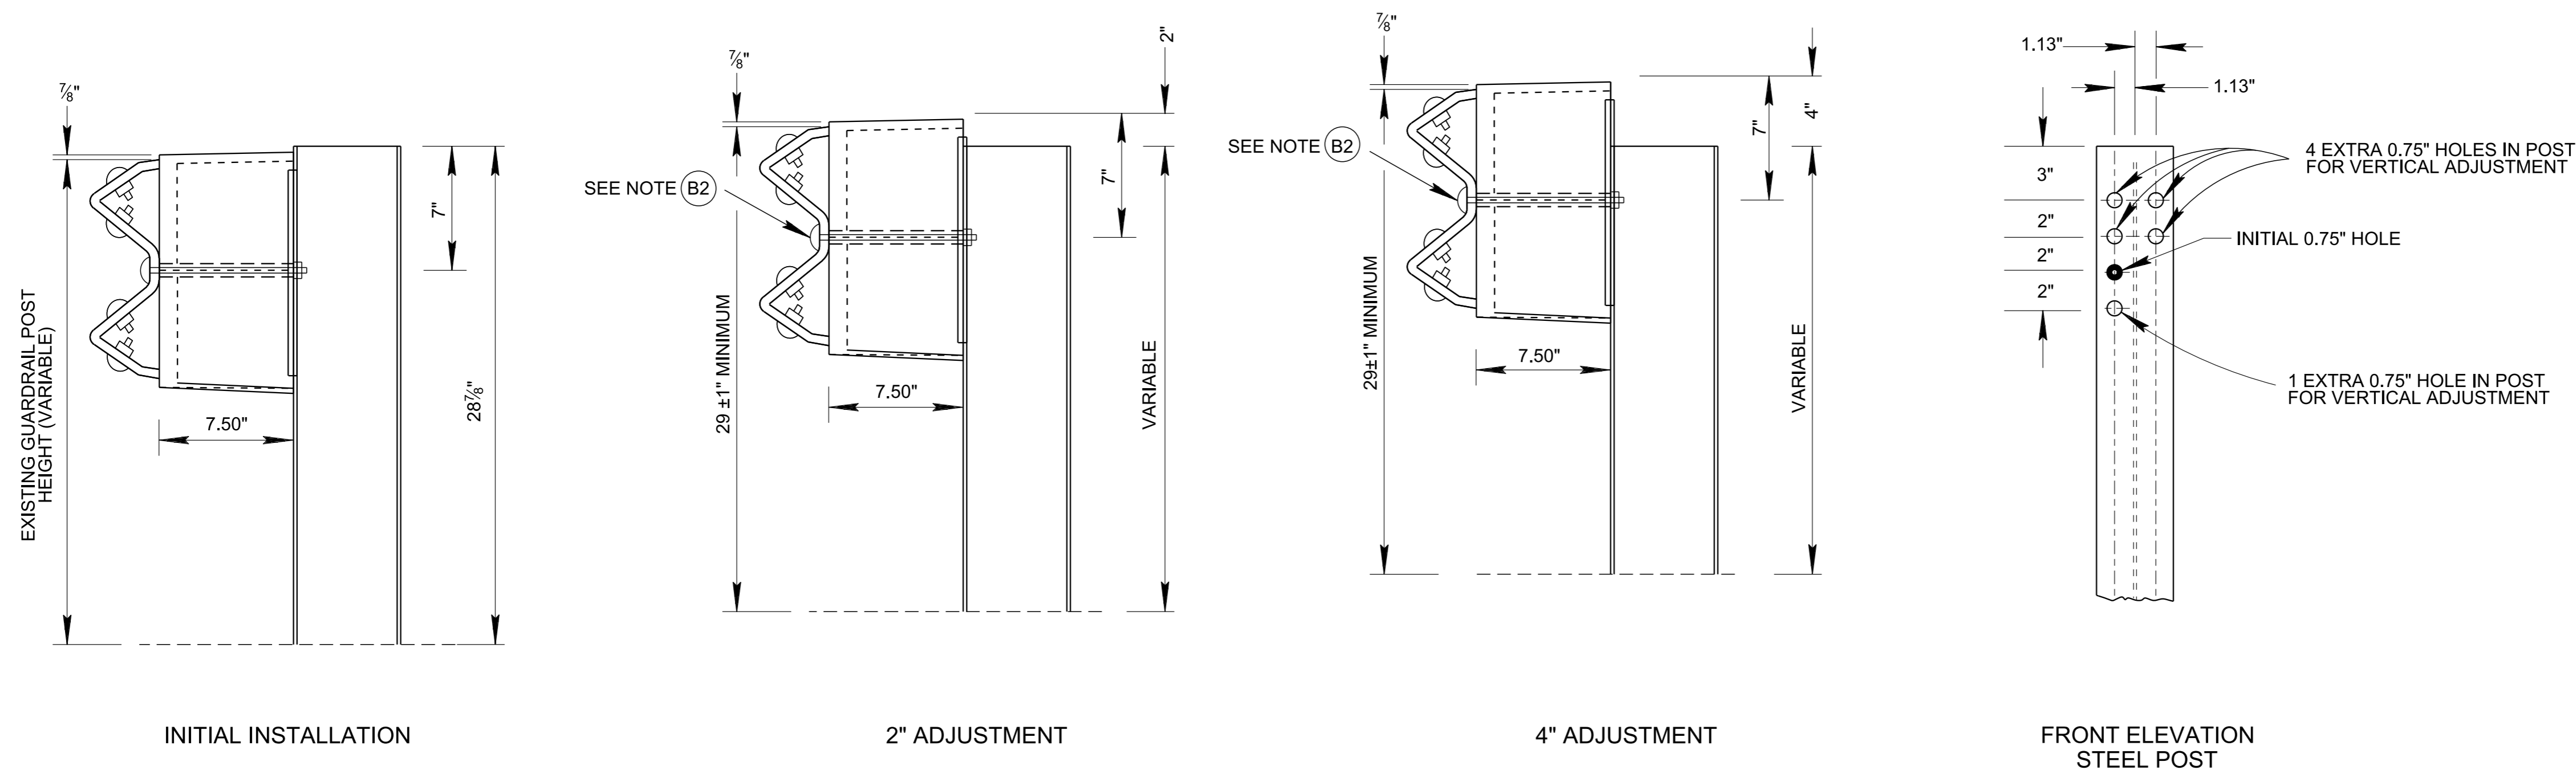 7/8"
EXISTING GUARDRAIL POST
HEIGHT (VARIABLE)
7.50"
7"
28 7/8"
INITIAL INSTALLATION
7/8"
2"
SEE NOTE B2
7"
29 ±1" MINIMUM
7.50"
VARIABLE
2" ADJUSTMENT
7/8"
4"
7"
SEE NOTE B2
29±1" MINIMUM
7.50"
VARIABLE
4" ADJUSTMENT
1.13"
1.13"
3"
2"
2"
2"
4 EXTRA 0.75" HOLES IN POST
FOR VERTICAL ADJUSTMENT
INITIAL 0.75" HOLE
1 EXTRA 0.75" HOLE IN POST
FOR VERTICAL ADJUSTMENT
FRONT ELEVATION
STEEL POST